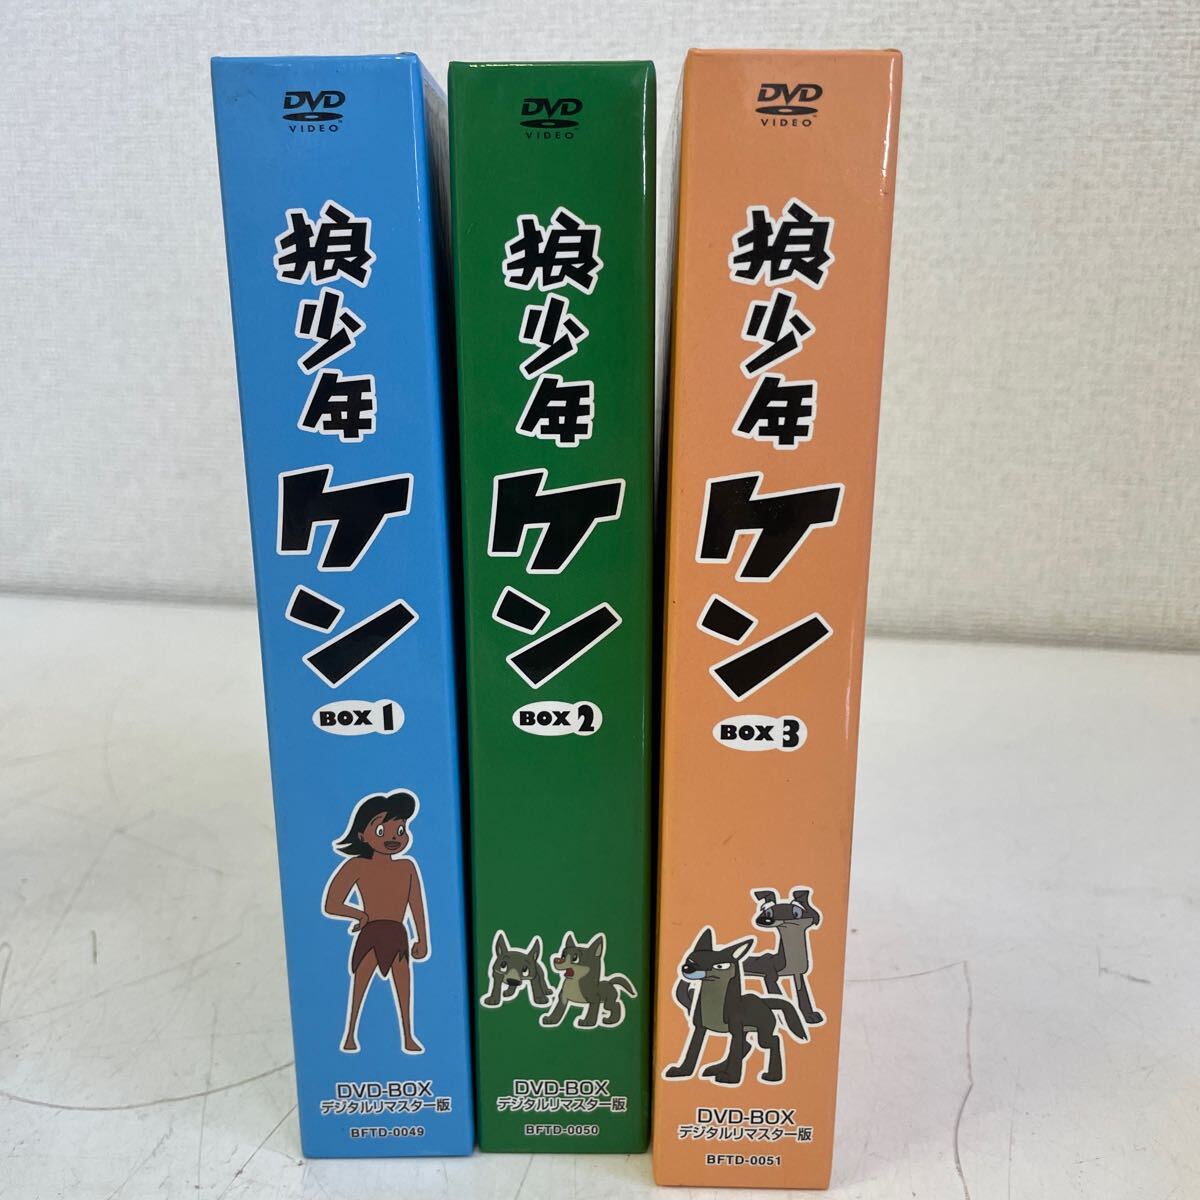 DVD
VIDEO
狼少年
ケン
BOX 1
DVD-BOX
デジタルリマスター版
BFTD-0049
DVD
VIDEO
狼少年
ケン
BOX 2
DVD-BOX
デジタルリマスター版
BFTD-0050
DVD
VIDEO
狼少年
ケン
BOX 3
DVD-BOX
デジタルリマスター版
BFTD-0051